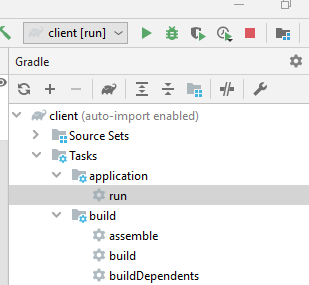 client [run]
Gradle
client (auto-import enabled)
Source Sets
Tasks
application
run
build
assemble
build
buildDependents